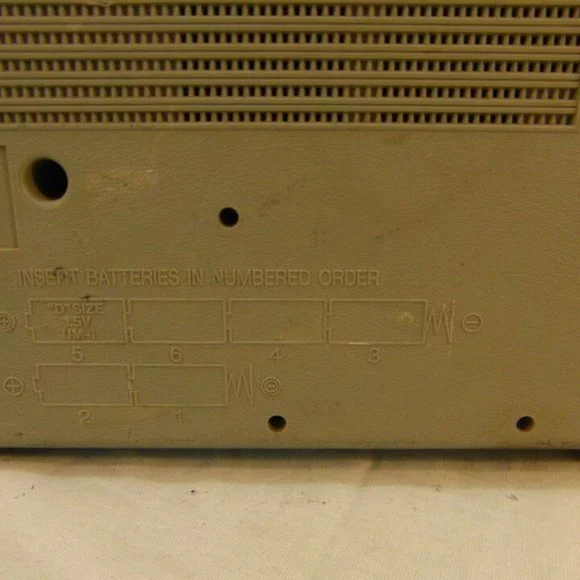 INSERT BATTERIES IN NUMBERED ORDER
"D" SIZE
1.5V
UM-1
5 6 4 3
2 1